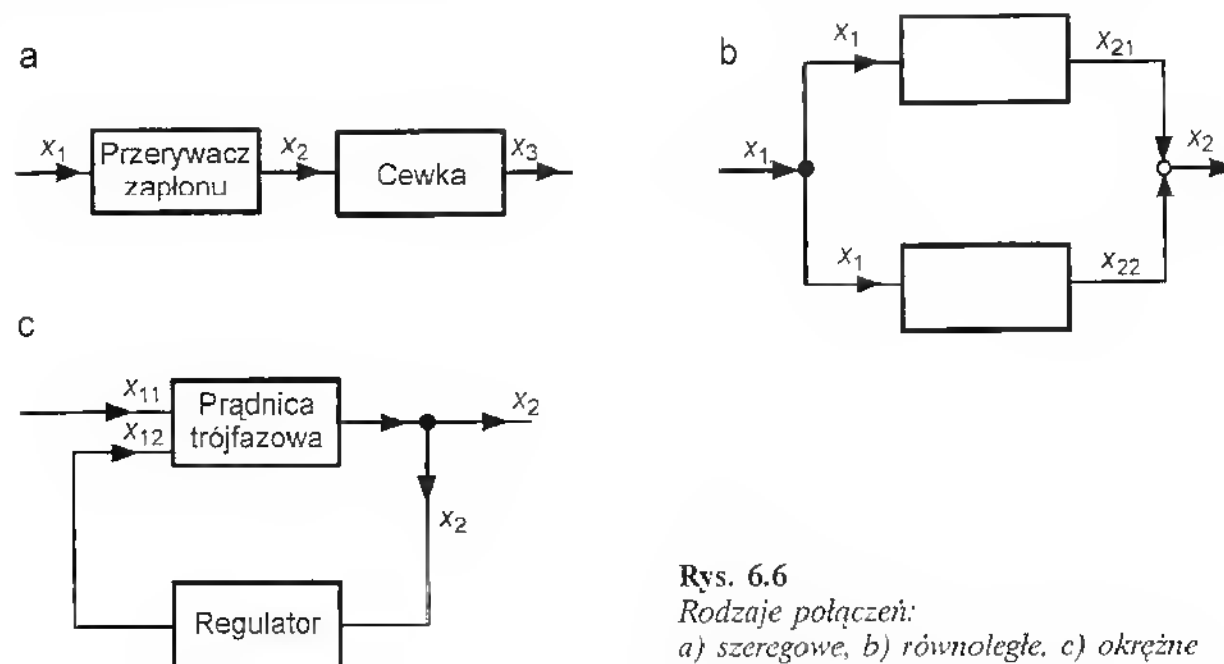 a
x₁
Przerywacz
zapłonu
x₂
Cewka
x₃
b
x₁
x₁
x₂₁
x₂
x₁
x₂₂
c
x₁₁
x₁₂
Prądnica
trójfazowa
x₂
x₂
Regulator
Rys. 6.6
Rodzaje połączeń:
a) szeregowe, b) równoległe, c) okrężne